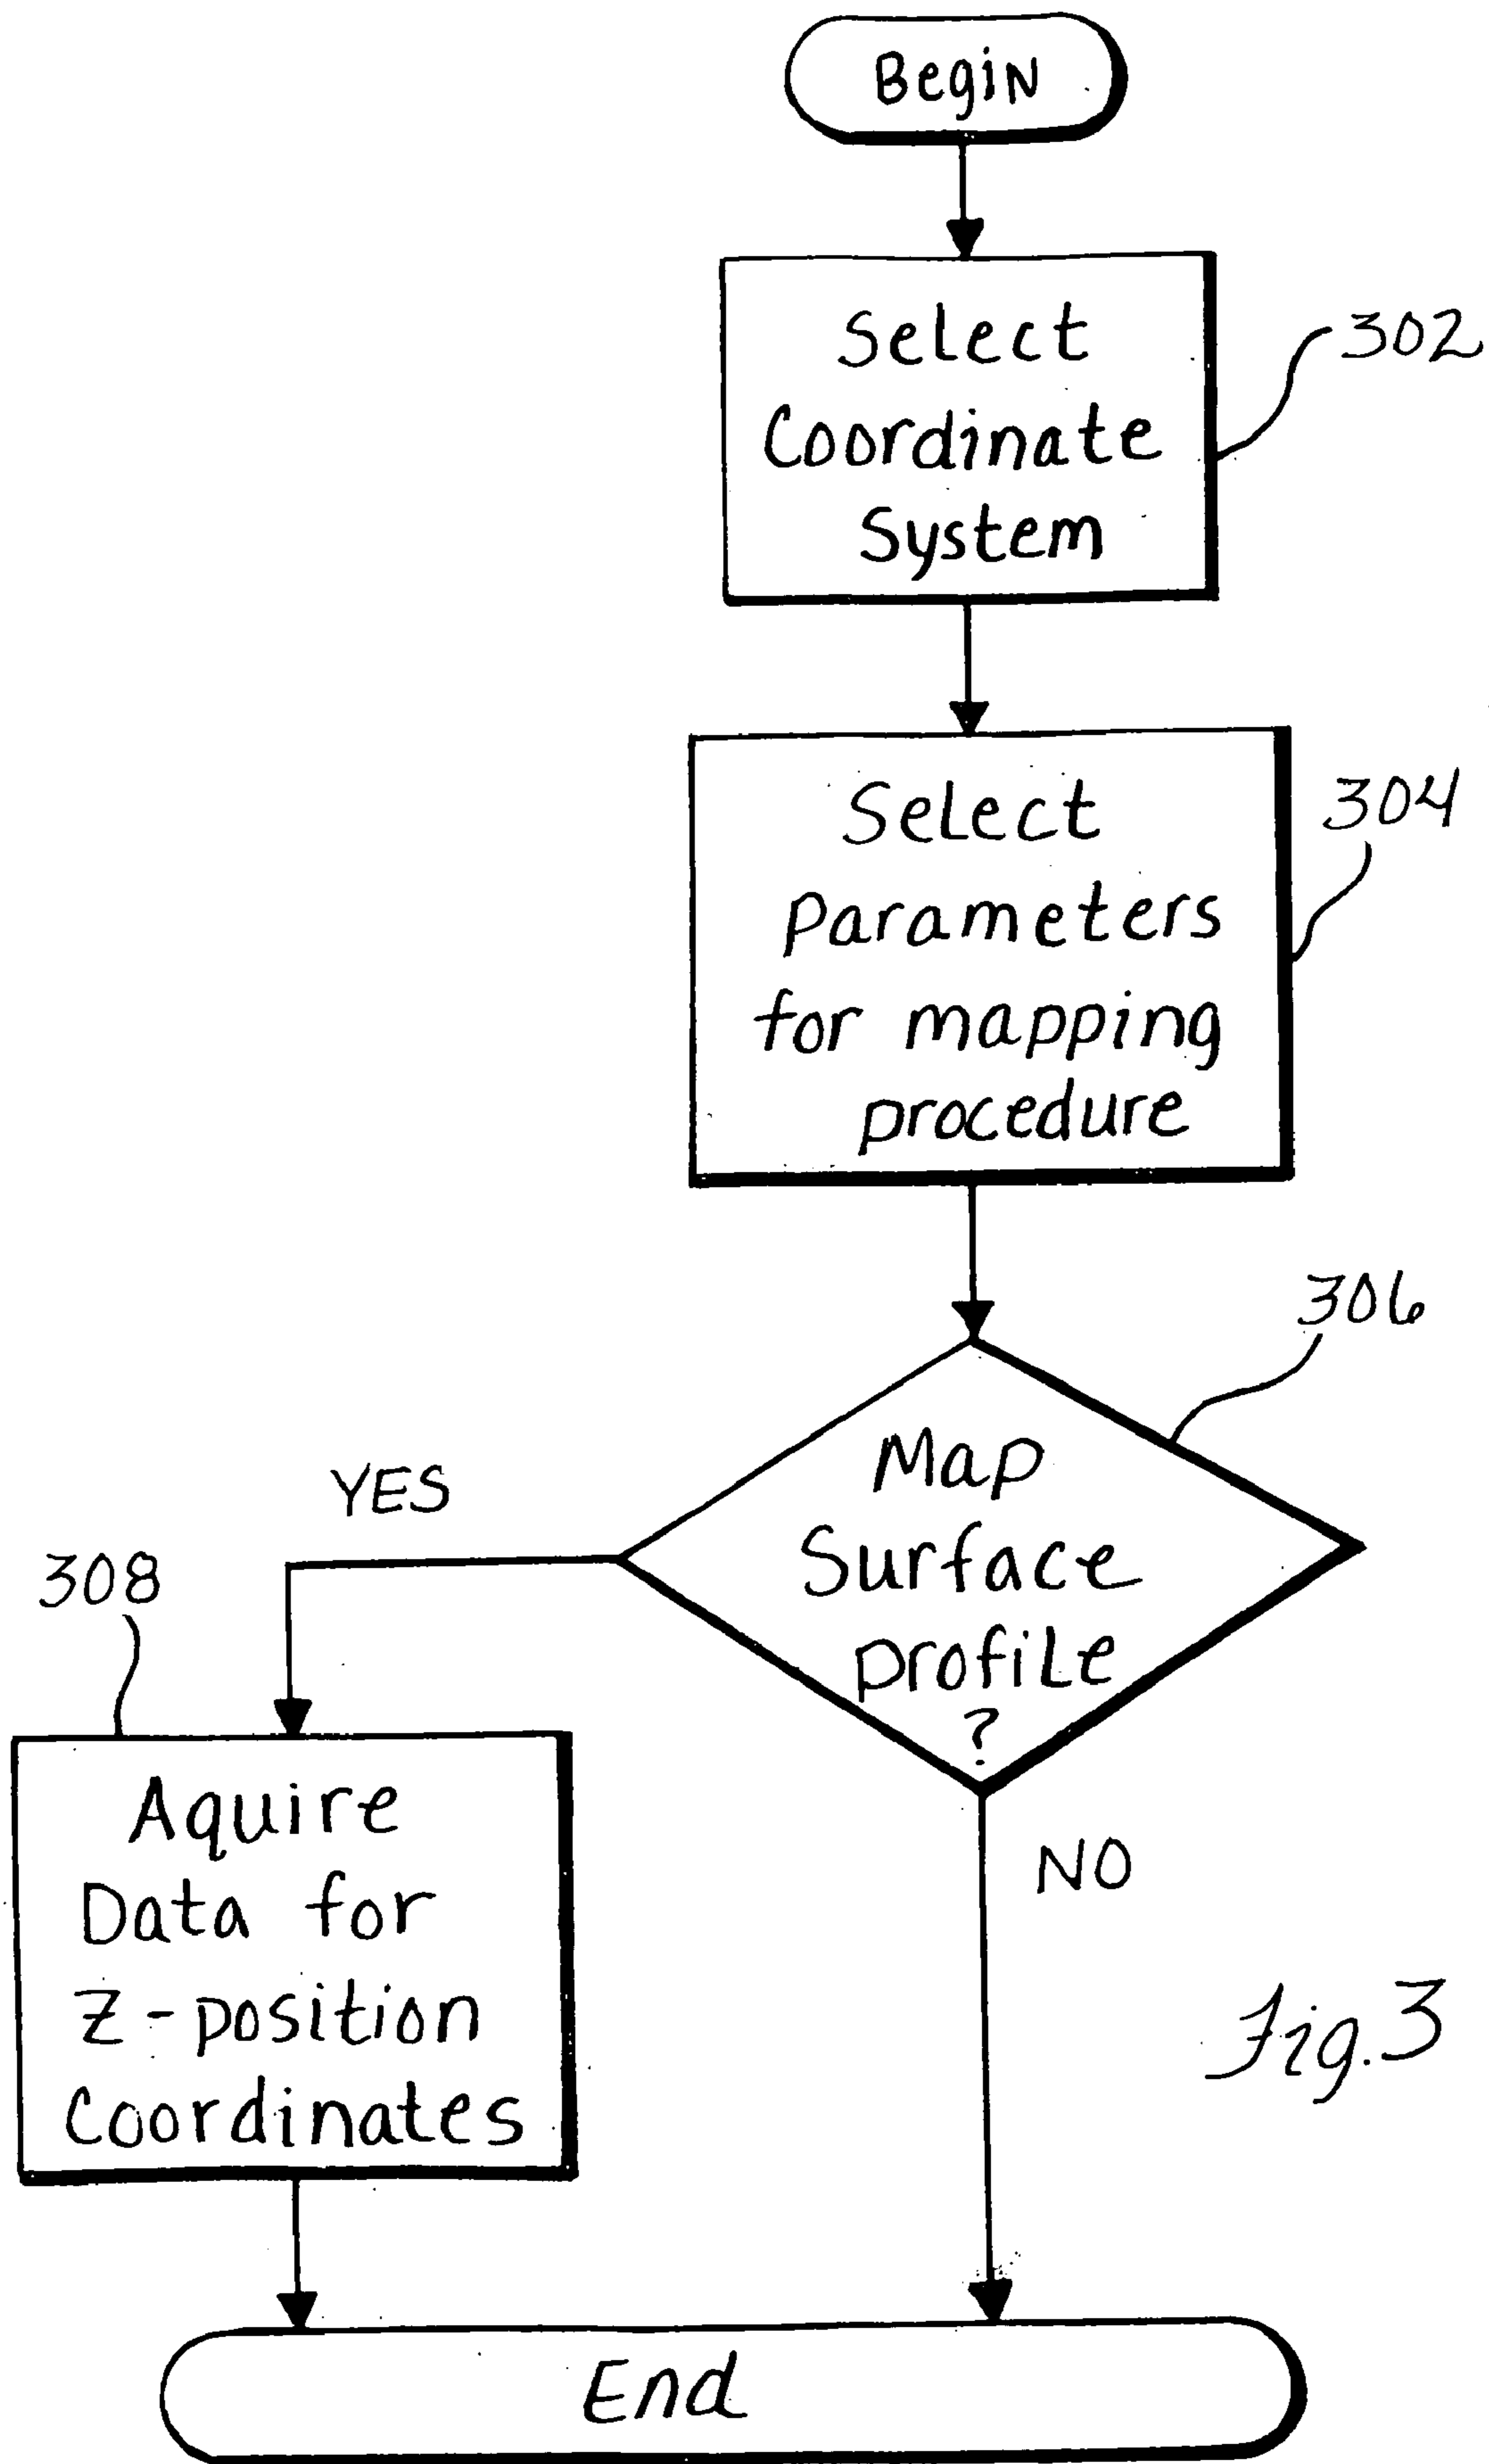 BegiN
Select
Coordinate
System
302
Select
parameters
for mapping
procedure
304
306
Map
Surface
profile
?
YES
308
Aquire
Data for
Z-position
Coordinates
NO
Fig. 3
End